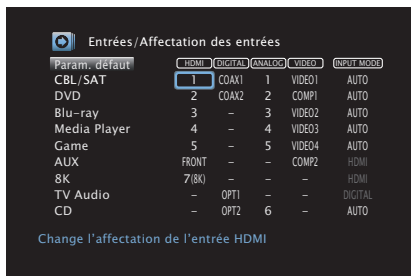 Entrées/Affectation des entrées
Param. défaut HDMI DIGITAL ANALOG VIDEO INPUT MODE
CBL/SAT 1 COAX1 1 VIDEO1 AUTO
DVD 2 COAX2 2 COMP1 AUTO
Blu-ray 3 – 3 VIDEO2 AUTO
Media Player 4 – 4 VIDEO3 AUTO
Game 5 – 5 VIDEO4 AUTO
AUX FRONT – – COMP2 HDMI
8K 7(8K) – – – HDMI
TV Audio – OPT1 – – DIGITAL
CD – OPT2 6 – AUTO
Change l'affectation de l'entrée HDMI